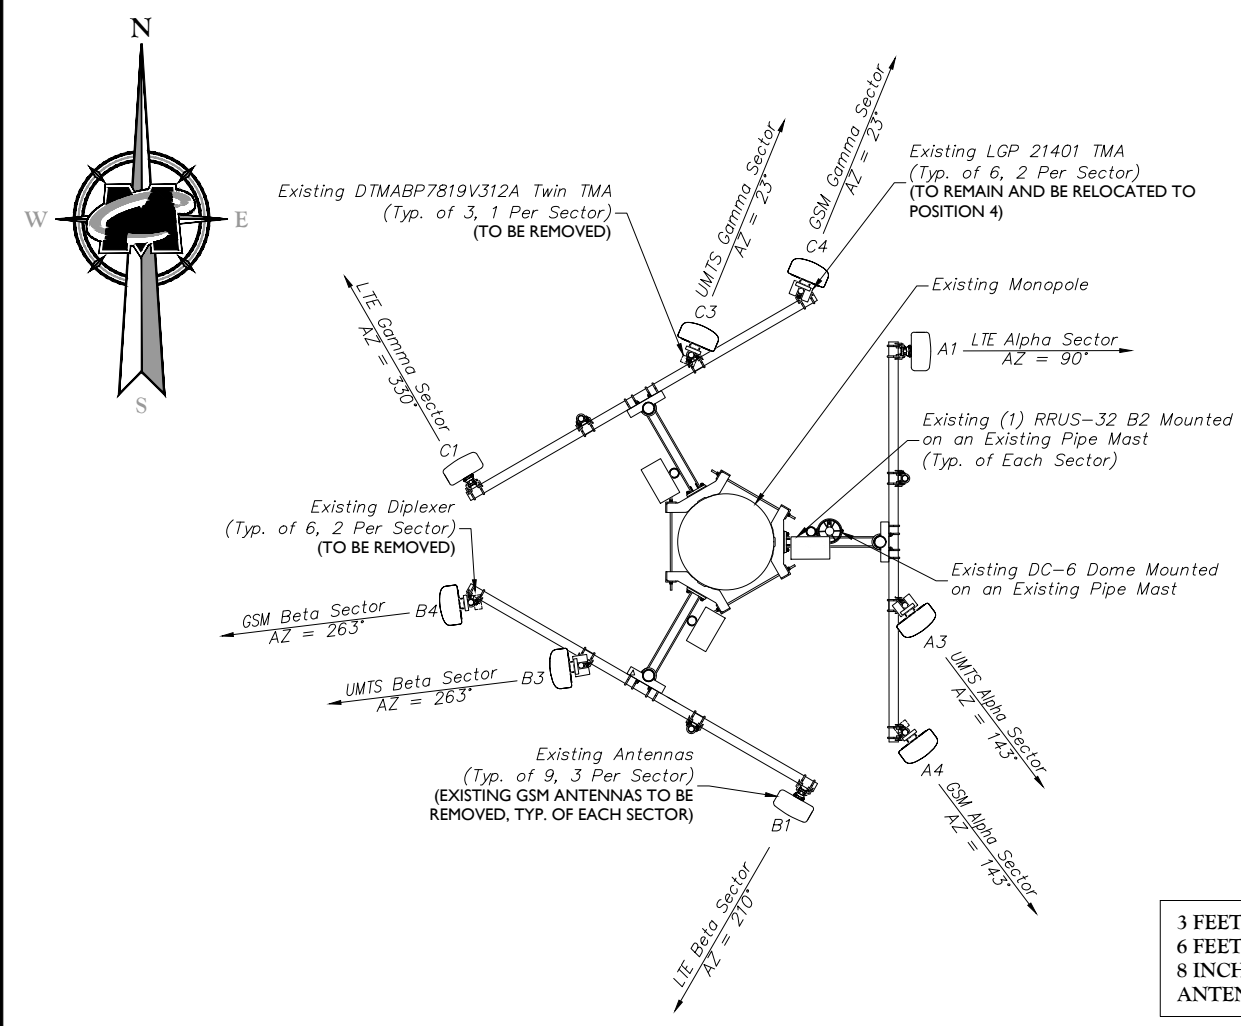 N
W
E
S
Existing DTMABP7819V312A Twin TMA
(Typ. of 3, 1 Per Sector)
(TO BE REMOVED)
UMTS Gamma Sector
AZ = 23°
GSM Gamma Sector
AZ = 23°
Existing LGP 21401 TMA
(Typ. of 6, 2 Per Sector)
(TO REMAIN AND BE RELOCATED TO
POSITION 4)
C4
C3
Existing Monopole
LTE Gamma Sector
AZ = 330°
C1
A1
LTE Alpha Sector
AZ = 90°
Existing (1) RRUS-32 B2 Mounted
on an Existing Pipe Mast
(Typ. of Each Sector)
Existing Diplexer
(Typ. of 6, 2 Per Sector)
(TO BE REMOVED)
Existing DC-6 Dome Mounted
on an Existing Pipe Mast
GSM Beta Sector
AZ = 263°
B4
UMTS Beta Sector
AZ = 263°
B3
A3
UMTS Alpha Sector
AZ = 143°
Existing Antennas
(Typ. of 9, 3 Per Sector)
(EXISTING GSM ANTENNAS TO BE
REMOVED, TYP. OF EACH SECTOR)
A4
GSM Alpha Sector
AZ = 143°
B1
LTE Beta Sector
AZ = 210°
3 FEET
6 FEET
8 INCH
ANTEN